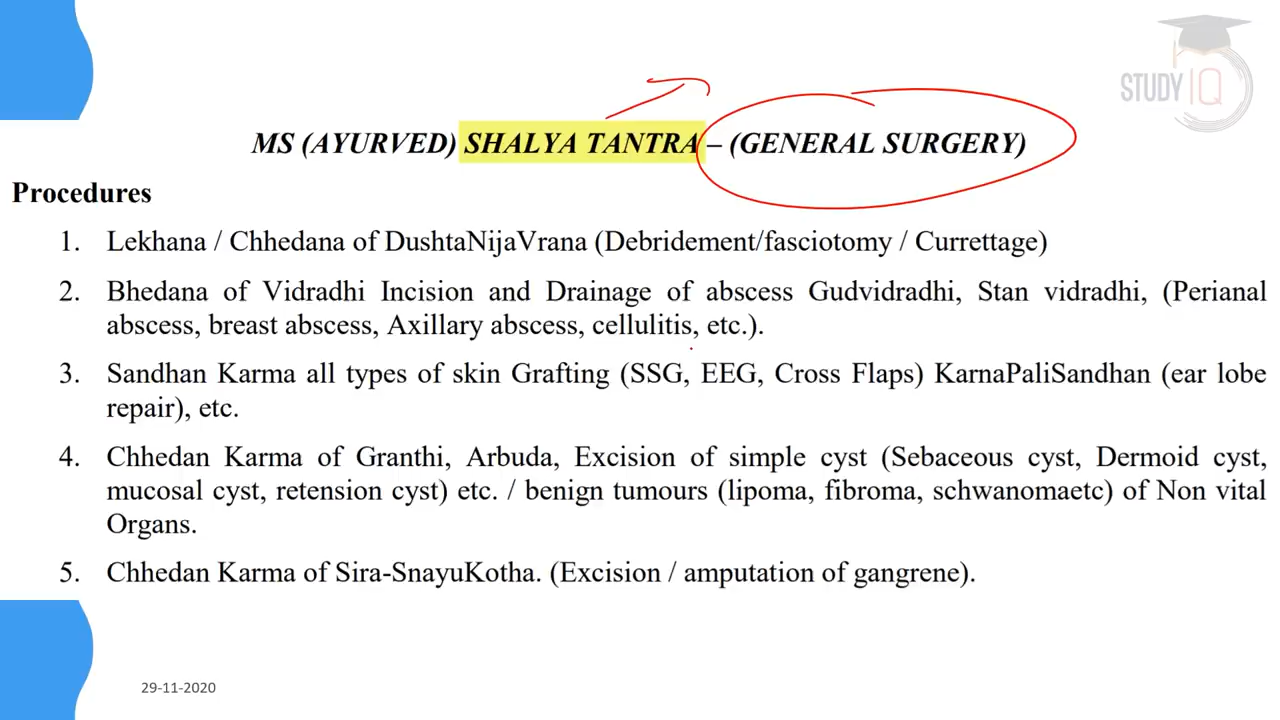 STUDY IQ
MS (AYURVED) SHALYA TANTRA – (GENERAL SURGERY)
Procedures
1. Lekhana / Chhedana of DushtaNijaVrana (Debridement/fasciotomy / Currettage)
2. Bhedana of Vidradhi Incision and Drainage of abscess Gudvidradhi, Stan vidradhi, (Perianal
abscess, breast abscess, Axillary abscess, cellulitis, etc.).
3. Sandhan Karma all types of skin Grafting (SSG, EEG, Cross Flaps) KarnaPaliSandhan (ear lobe
repair), etc.
4. Chhedan Karma of Granthi, Arbuda, Excision of simple cyst (Sebaceous cyst, Dermoid cyst,
mucosal cyst, retension cyst) etc. / benign tumours (lipoma, fibroma, schwanomaetc) of Non vital
Organs.
5. Chhedan Karma of Sira-SnayuKotha. (Excision / amputation of gangrene).
29-11-2020